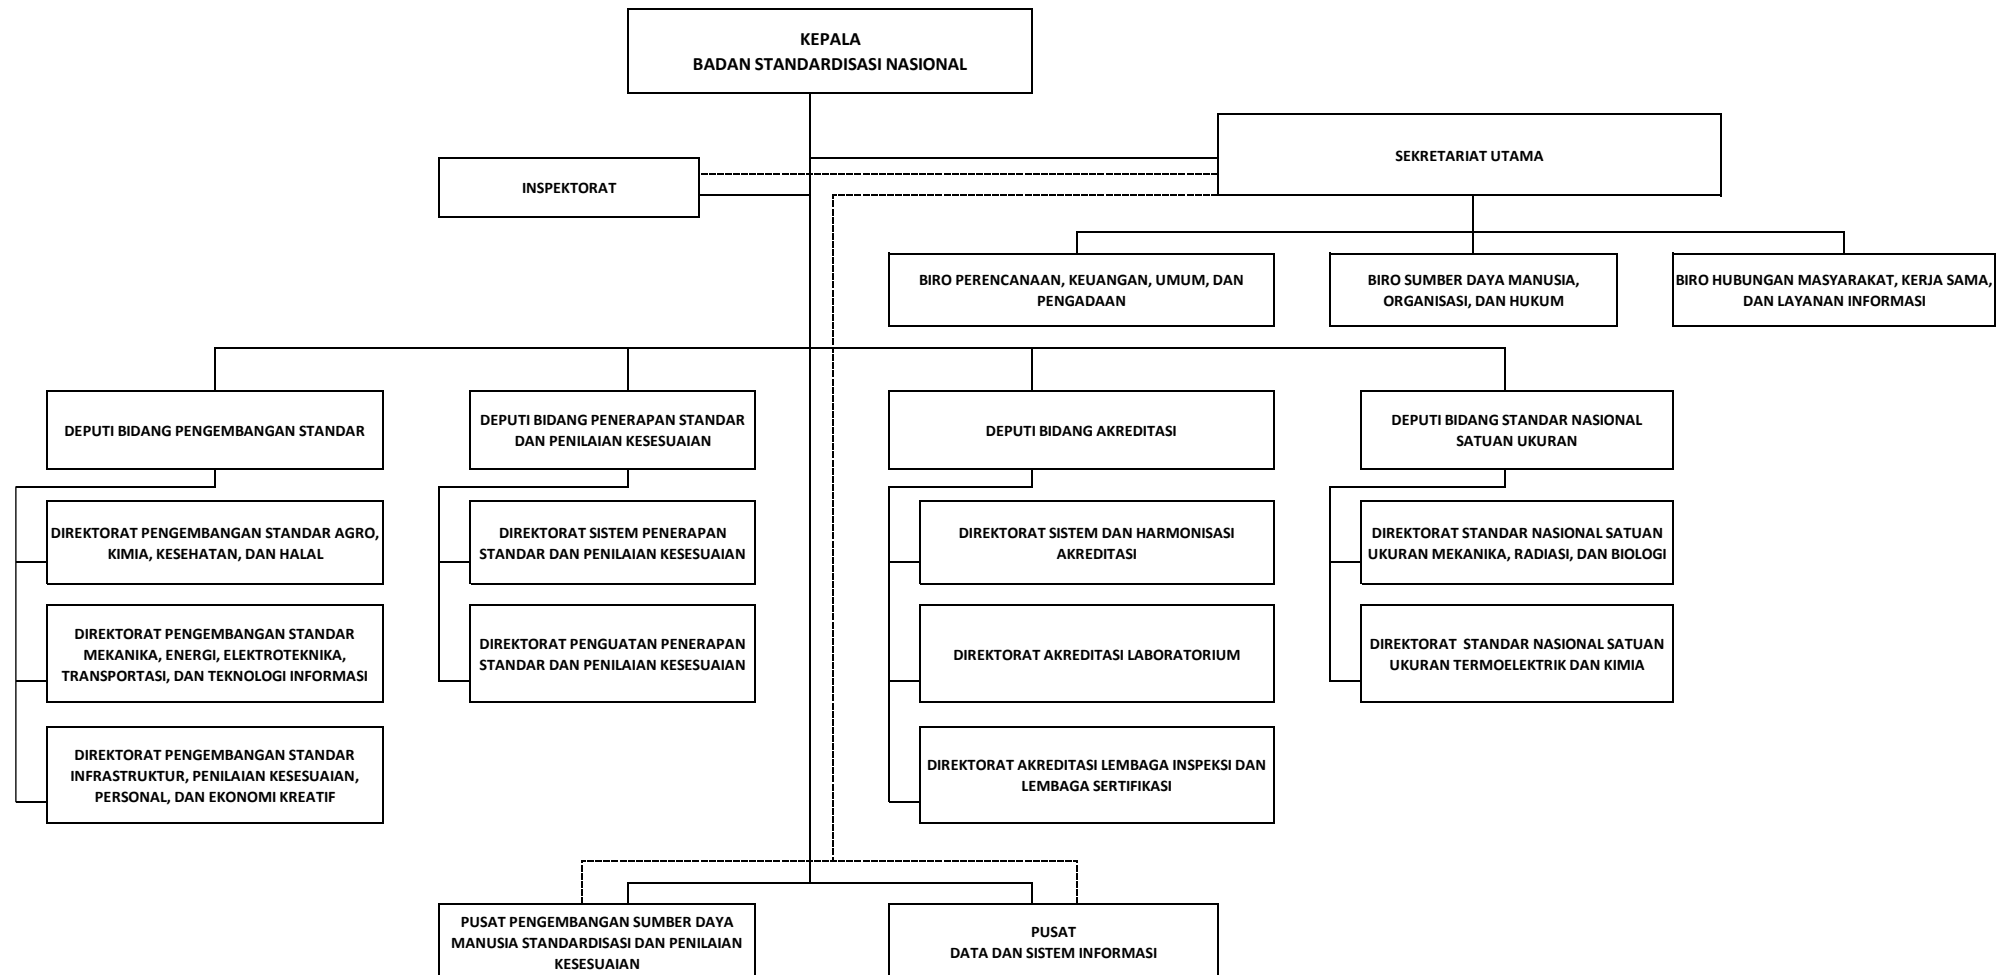 KEPALA
BADAN STANDARDISASI NASIONAL
SEKRETARIAT UTAMA
INSPEKTORAT
BIRO PERENCANAAN, KEUANGAN, UMUM, DAN
PENGADAAN
BIRO SUMBER DAYA MANUSIA,
ORGANISASI, DAN HUKUM
BIRO HUBUNGAN MASYARAKAT, KERJA SAMA,
DAN LAYANAN INFORMASI
DEPUTI BIDANG PENGEMBANGAN STANDAR
DEPUTI BIDANG PENERAPAN STANDAR
DAN PENILAIAN KESESUAIAN
DEPUTI BIDANG AKREDITASI
DEPUTI BIDANG STANDAR NASIONAL
SATUAN UKURAN
DIREKTORAT PENGEMBANGAN STANDAR AGRO,
KIMIA, KESEHATAN, DAN HALAL
DIREKTORAT SISTEM PENERAPAN
STANDAR DAN PENILAIAN KESESUAIAN
DIREKTORAT SISTEM DAN HARMONISASI
AKREDITASI
DIREKTORAT STANDAR NASIONAL SATUAN
UKURAN MEKANIKA, RADIASI, DAN BIOLOGI
DIREKTORAT PENGEMBANGAN STANDAR
MEKANIKA, ENERGI, ELEKTROTEKNIKA,
TRANSPORTASI, DAN TEKNOLOGI INFORMASI
DIREKTORAT PENGUATAN PENERAPAN
STANDAR DAN PENILAIAN KESESUAIAN
DIREKTORAT AKREDITASI LABORATORIUM
DIREKTORAT STANDAR NASIONAL SATUAN
UKURAN TERMOELEKTRIK DAN KIMIA
DIREKTORAT PENGEMBANGAN STANDAR
INFRASTRUKTUR, PENILAIAN KESESUAIAN,
PERSONAL, DAN EKONOMI KREATIF
DIREKTORAT AKREDITASI LEMBAGA INSPEKSI DAN
LEMBAGA SERTIFIKASI
PUSAT PENGEMBANGAN SUMBER DAYA
MANUSIA STANDARDISASI DAN PENILAIAN
KESESUAIAN
PUSAT
DATA DAN SISTEM INFORMASI